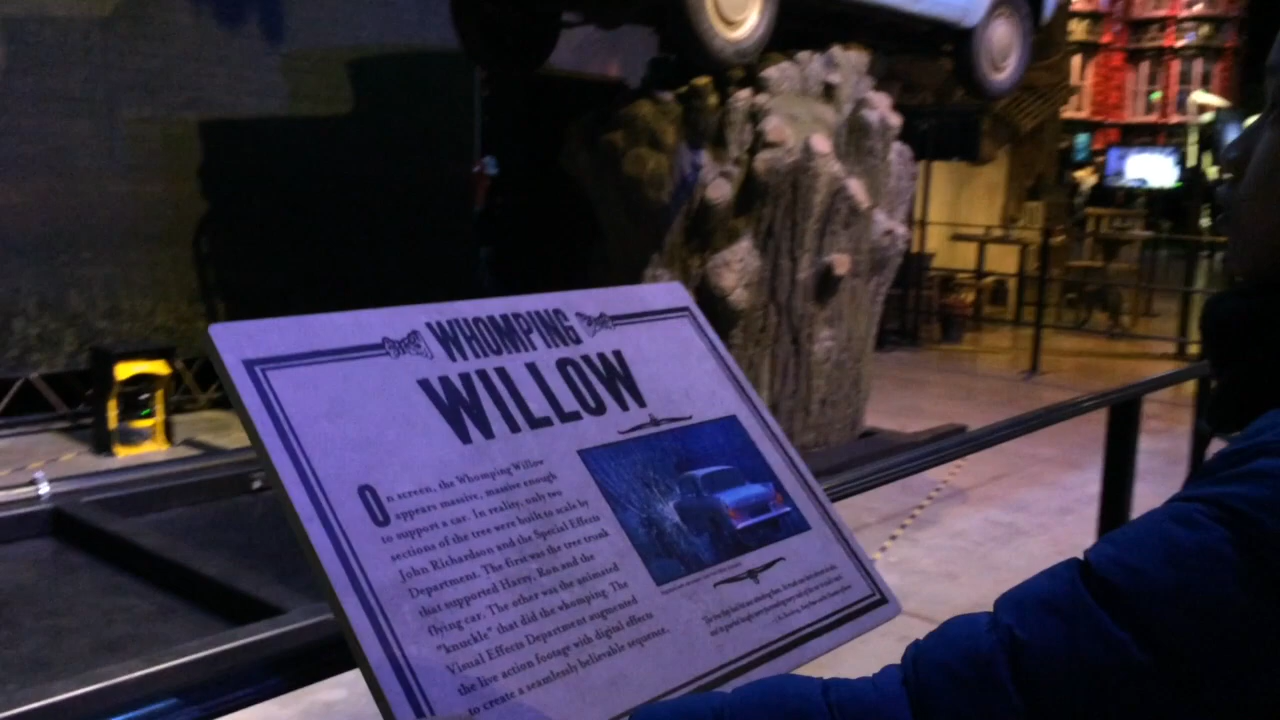 WHOMPING
WILLOW
On screen, the Whomping Willow
appears massive, massive enough
to support a car. In reality, only two
sections of the tree were built to scale by
John Richardson and the Special Effects
Department. The first was the tree trunk
that supported Harry, Ron and the
flying car. The other was the animated
"knuckle" that did the whomping. The
Visual Effects Department augmented
the live action footage with digital effects
to create a seamlessly believable sequence.